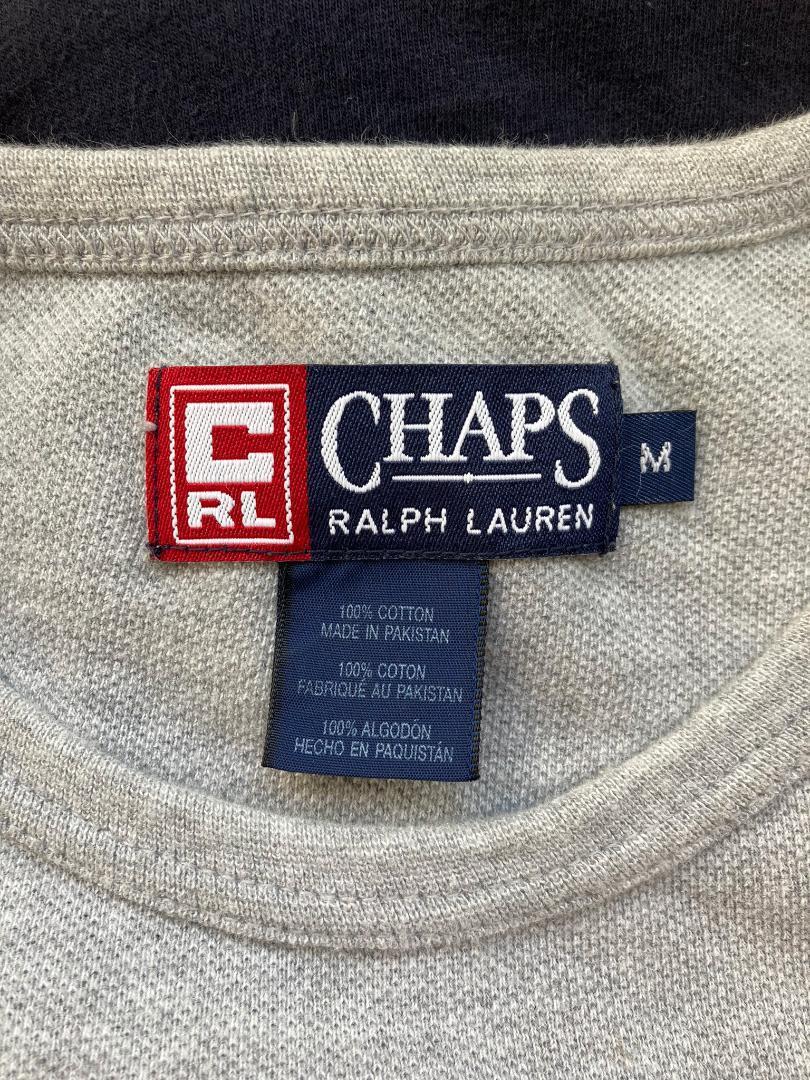 C
RL
CHAPS
RALPH LAUREN
M
100% COTTON
MADE IN PAKISTAN
100% COTON
FABRIQUÉ AU PAKISTAN
100% ALGODÓN
HECHO EN PAQUISTÁN